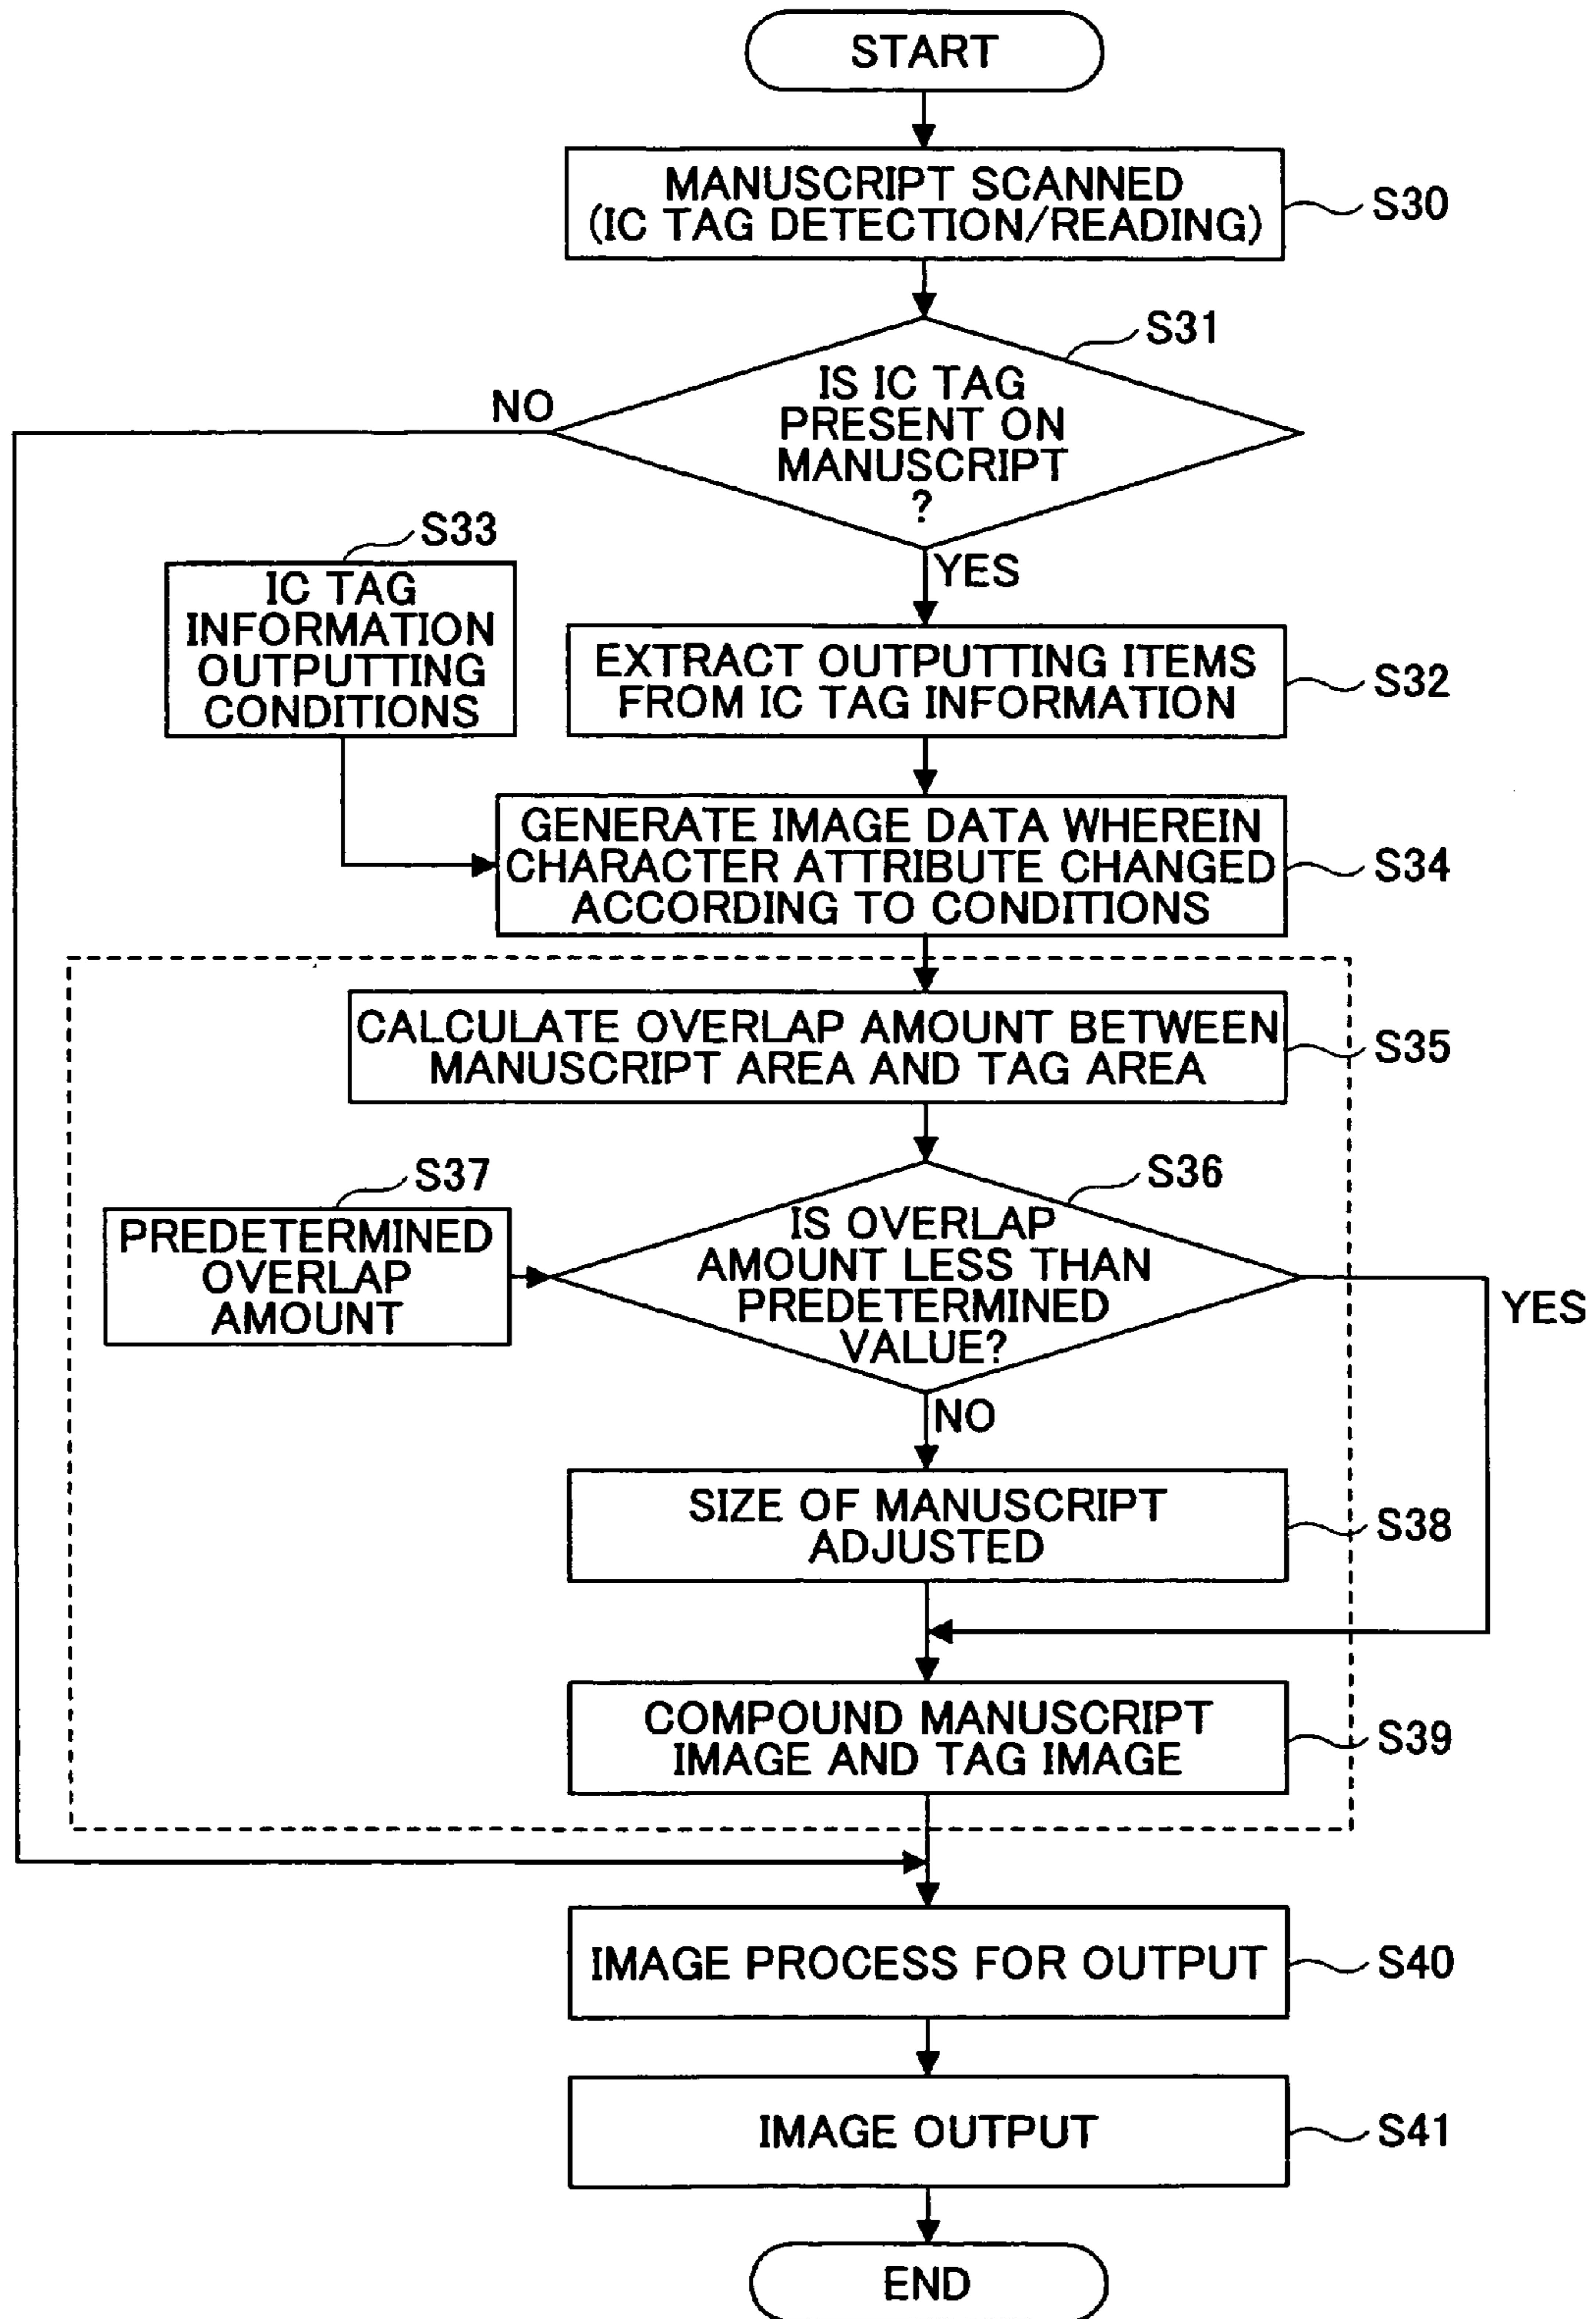 START
MANUSCRIPT SCANNED
(IC TAG DETECTION/READING)
S30
S31
IS IC TAG
PRESENT ON
MANUSCRIPT
?
NO
YES
S33
IC TAG
INFORMATION
OUTPUTTING
CONDITIONS
EXTRACT OUTPUTTING ITEMS
FROM IC TAG INFORMATION
S32
GENERATE IMAGE DATA WHEREIN
CHARACTER ATTRIBUTE CHANGED
ACCORDING TO CONDITIONS
S34
CALCULATE OVERLAP AMOUNT BETWEEN
MANUSCRIPT AREA AND TAG AREA
S35
S37
PREDETERMINED
OVERLAP
AMOUNT
S36
IS OVERLAP
AMOUNT LESS THAN
PREDETERMINED
VALUE?
YES
NO
SIZE OF MANUSCRIPT
ADJUSTED
S38
COMPOUND MANUSCRIPT
IMAGE AND TAG IMAGE
S39
IMAGE PROCESS FOR OUTPUT
S40
IMAGE OUTPUT
S41
END